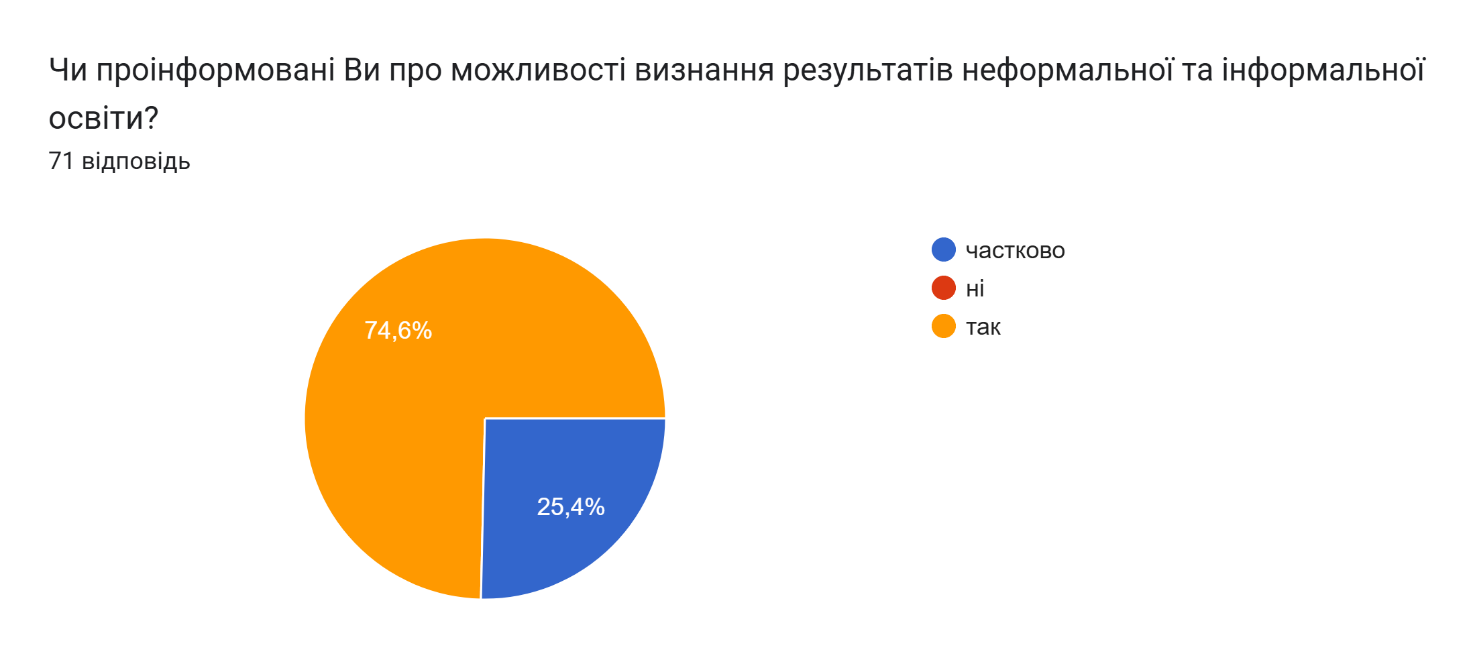 Чи проінформовані Ви про можливості визнання результатів неформальної та інформальної
освіти?
71 відповідь
частково
ні
так
74,6%
25,4%